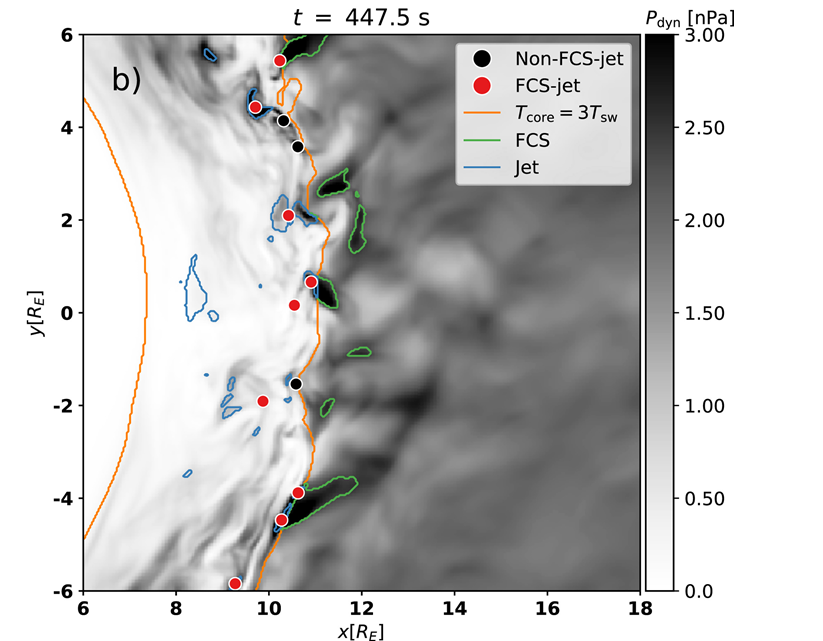 t = 447.5 s
P_dyn [nPa]
b)
Non-FCS-jet
FCS-jet
T_core = 3T_sw
FCS
Jet
6
4
2
0
-2
-4
-6
y[R_E]
6 8 10 12 14 16 18
x[R_E]
3.00
2.50
2.00
1.50
1.00
0.50
0.0